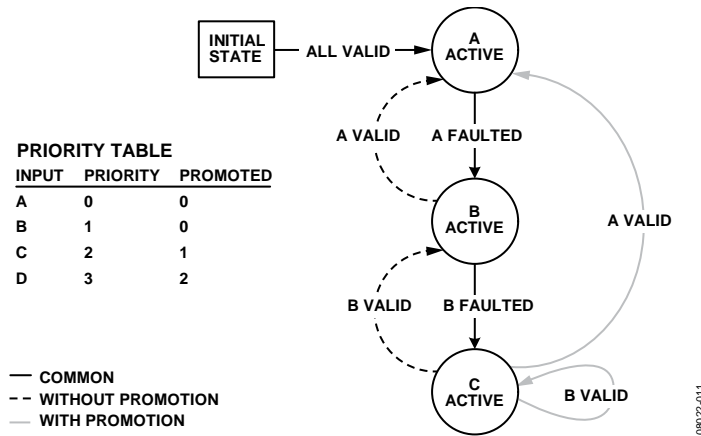 INITIAL
STATE
ALL VALID
A
ACTIVE
A VALID
A FAULTED
PRIORITY TABLE
INPUT PRIORITY PROMOTED
A 0 0
B 1 0
C 2 1
D 3 2
B
ACTIVE
A VALID
B VALID
B FAULTED
C
ACTIVE
B VALID
COMMON
WITHOUT PROMOTION
WITH PROMOTION
08022-011